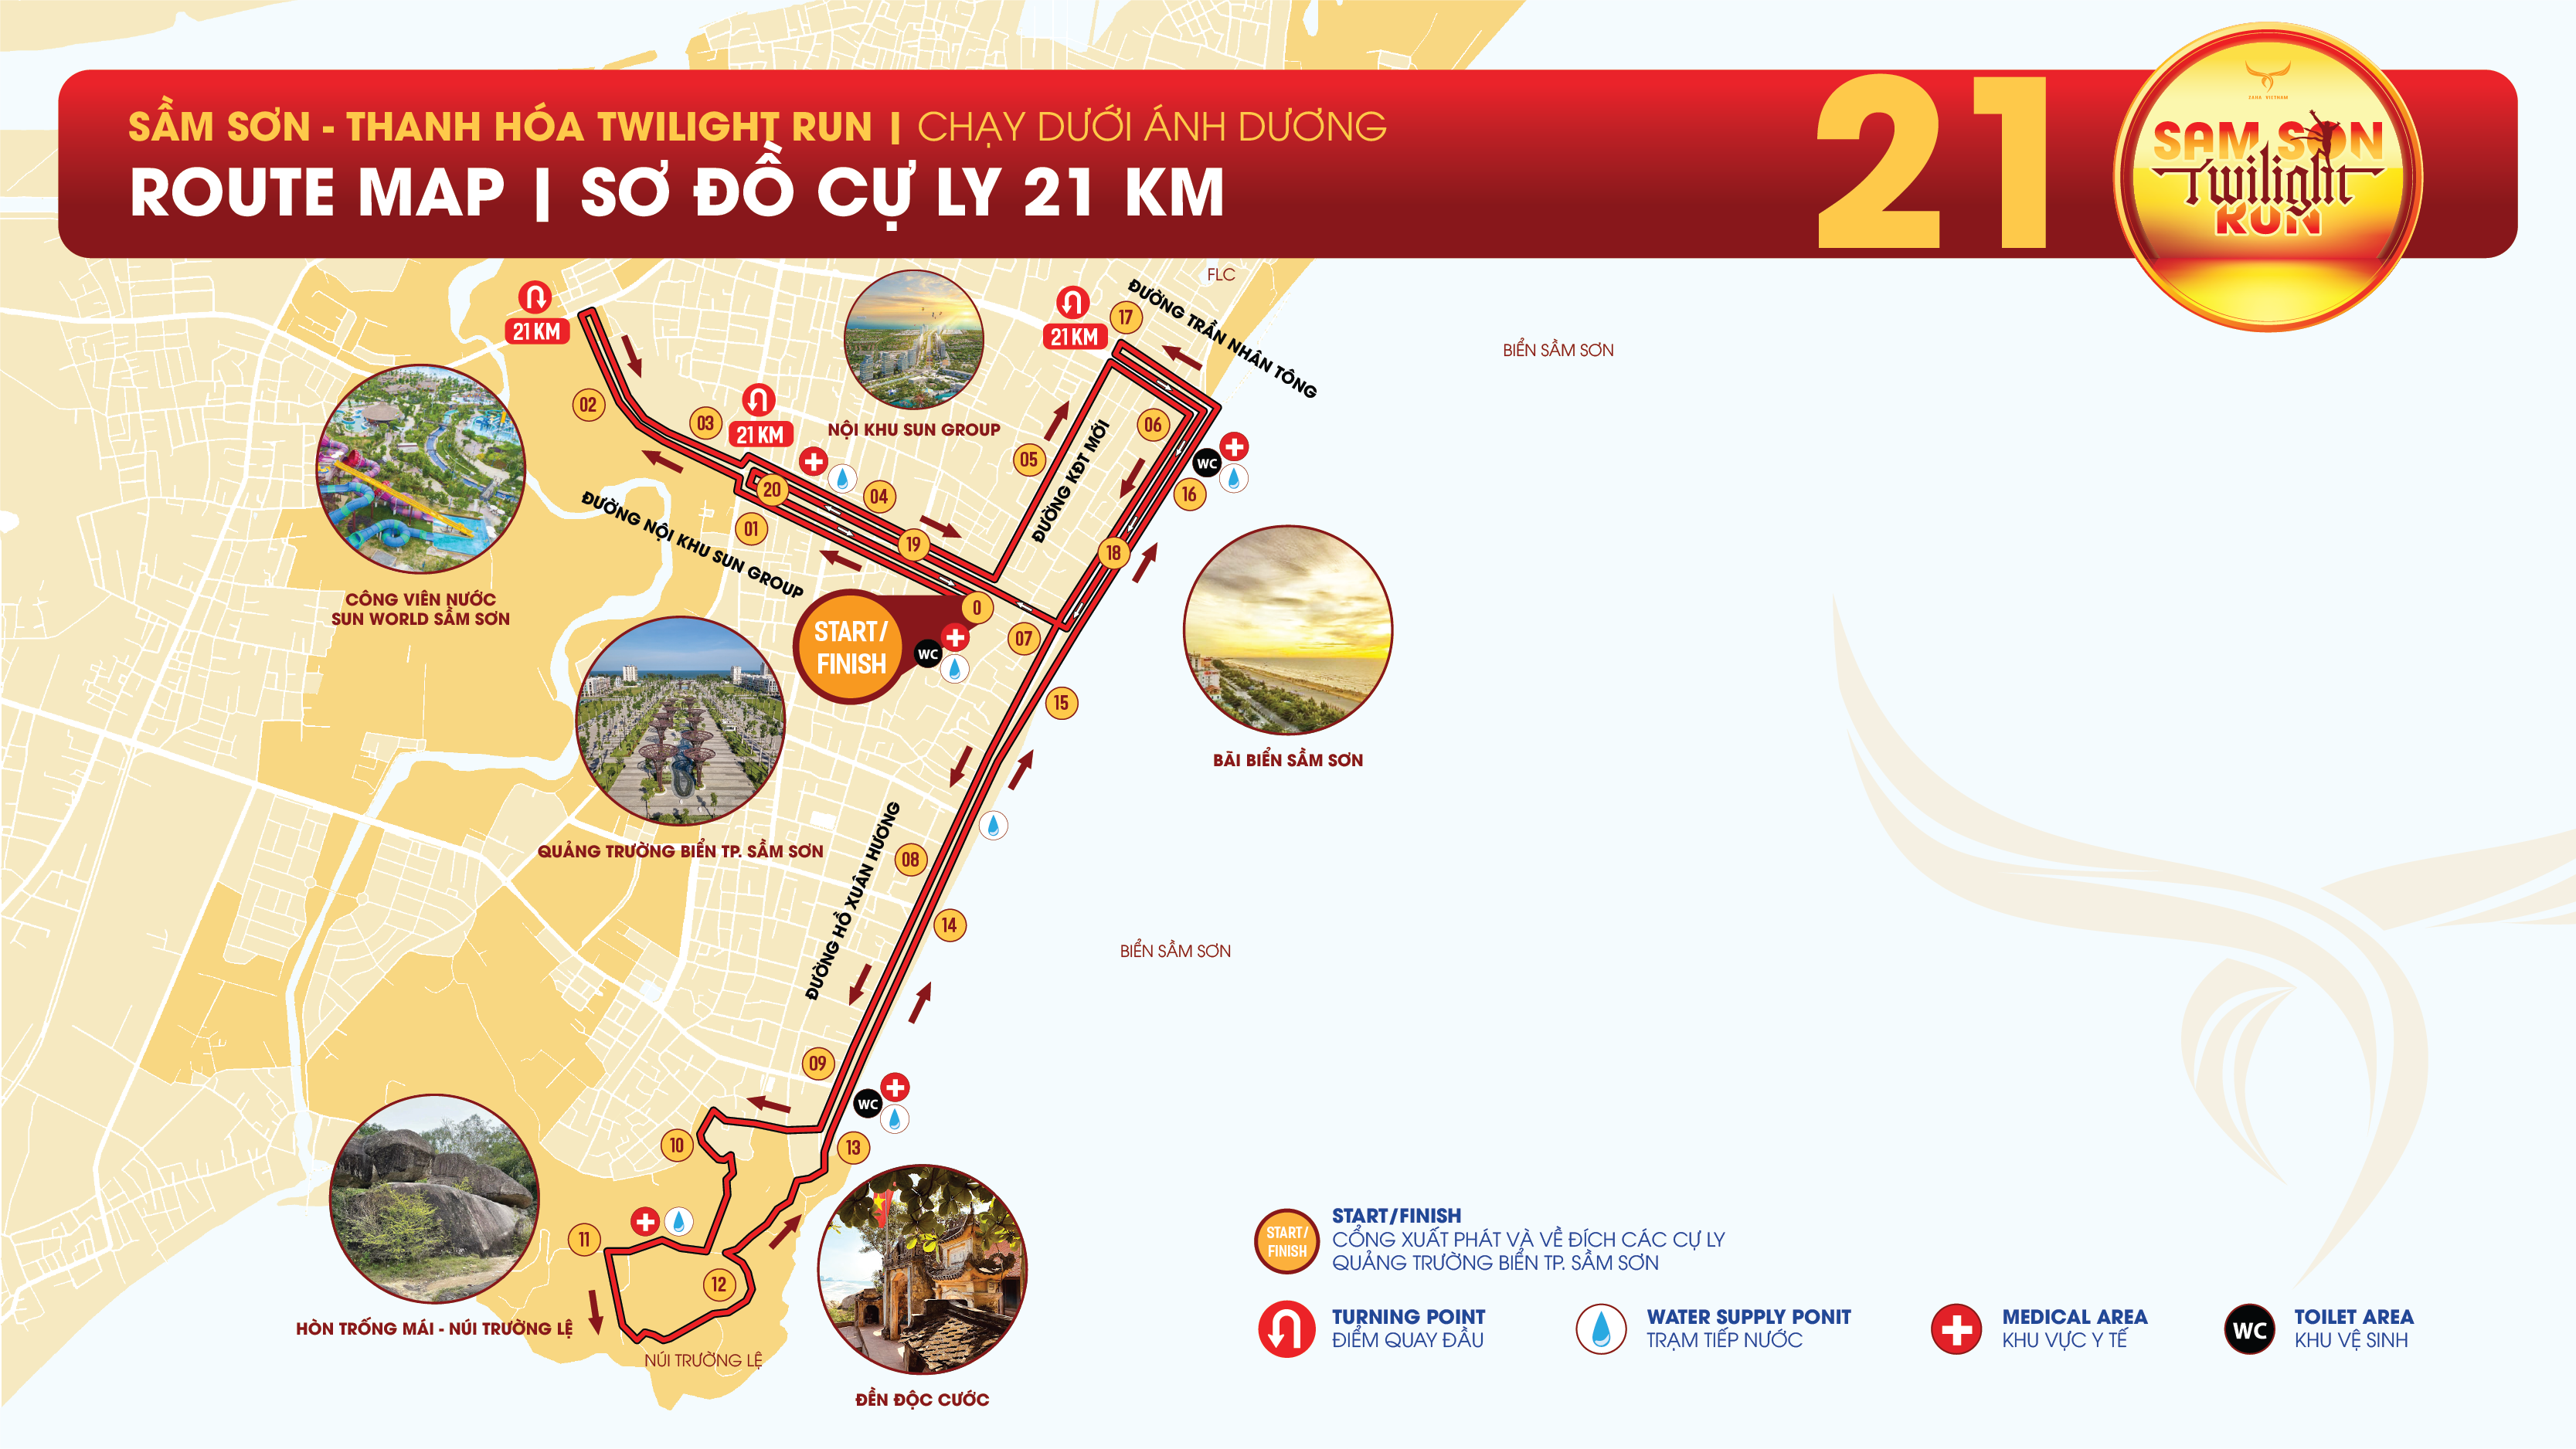 SẦM SƠN - THANH HÓA TWILIGHT RUN | CHẠY DƯỚI ÁNH DƯƠNG
ROUTE MAP | SƠ ĐỒ CỰ LY 21 KM
21
SAM SON
Twilight
RUN
FLC
ĐƯỜNG TRẦN NHÂN TÔNG
BIỂN SẦM SƠN
21 KM
21 KM
17
02
03
21 KM
NỘI KHU SUN GROUP
06
05
ĐƯỜNG KĐT MỚI
WC
16
20
04
01
19
18
ĐƯỜNG NỘI KHU SUN GROUP
CÔNG VIÊN NƯỚC
SUN WORLD SẦM SƠN
0
START/
FINISH
WC
07
15
BÃI BIỂN SẦM SƠN
QUẢNG TRƯỜNG BIỂN TP. SẦM SƠN
08
ĐƯỜNG HỒ XUÂN HƯƠNG
14
BIỂN SẦM SƠN
09
WC
10
13
11
12
HÒN TRỐNG MÁI - NÚI TRƯỜNG LỆ
NÚI TRƯỜNG LỆ
ĐỀN ĐỘC CƯỚC
START/
FINISH
START/FINISH
CỔNG XUẤT PHÁT VÀ VỀ ĐÍCH CÁC CỰ LY
QUẢNG TRƯỜNG BIỂN TP. SẦM SƠN
TURNING POINT
ĐIỂM QUAY ĐẦU
WATER SUPPLY PONIT
TRẠM TIẾP NƯỚC
MEDICAL AREA
KHU VỰC Y TẾ
WC
TOILET AREA
KHU VỆ SINH